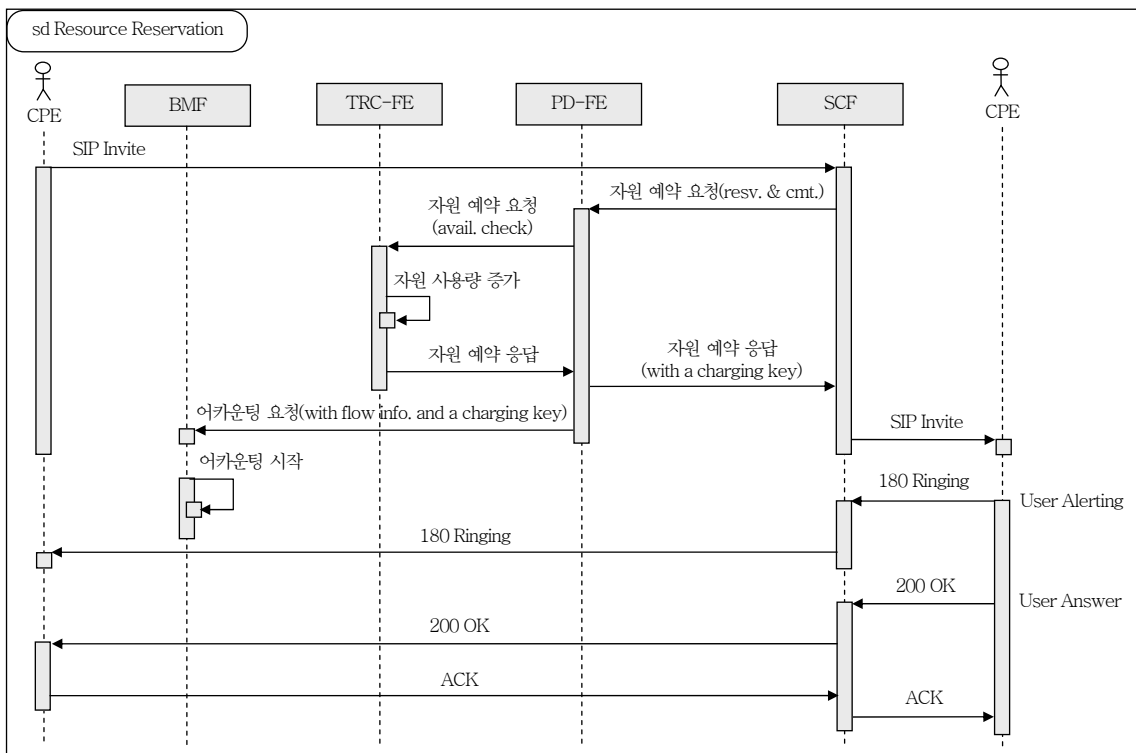 sd Resource Reservation
CPE
BMF
TRC-FE
PD-FE
SCF
CPE
SIP Invite
자원 예약 요청(resv. & cmt.)
자원 예약 요청
(avail. check)
자원 사용량 증가
자원 예약 응답
자원 예약 응답
(with a charging key)
어카운팅 요청(with flow info. and a charging key)
SIP Invite
어카운팅 시작
180 Ringing
User Alerting
180 Ringing
200 OK
User Answer
200 OK
ACK
ACK